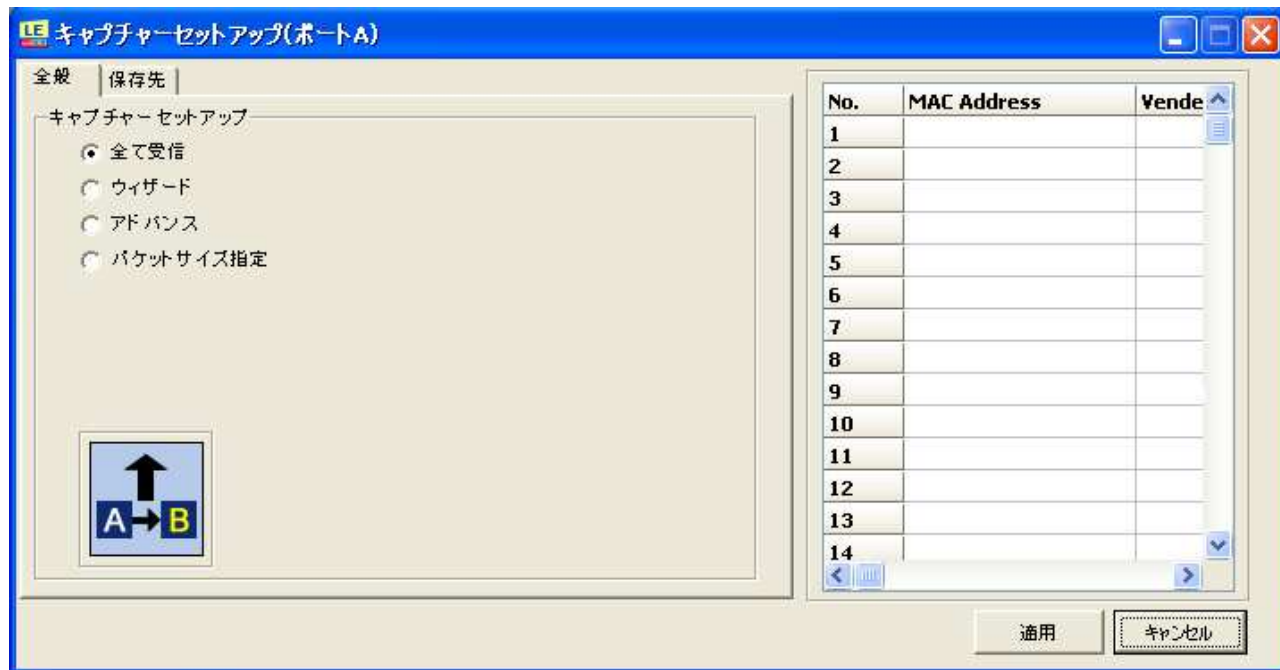 LE キャプチャーセットアップ(ポートA)
全般 保存先
キャプチャーセットアップ
全て受信
ウィザード
アドバンス
パケットサイズ指定
A B
No. MAC Address Vende
1
2
3
4
5
6
7
8
9
10
11
12
13
14
適用 キャンセル